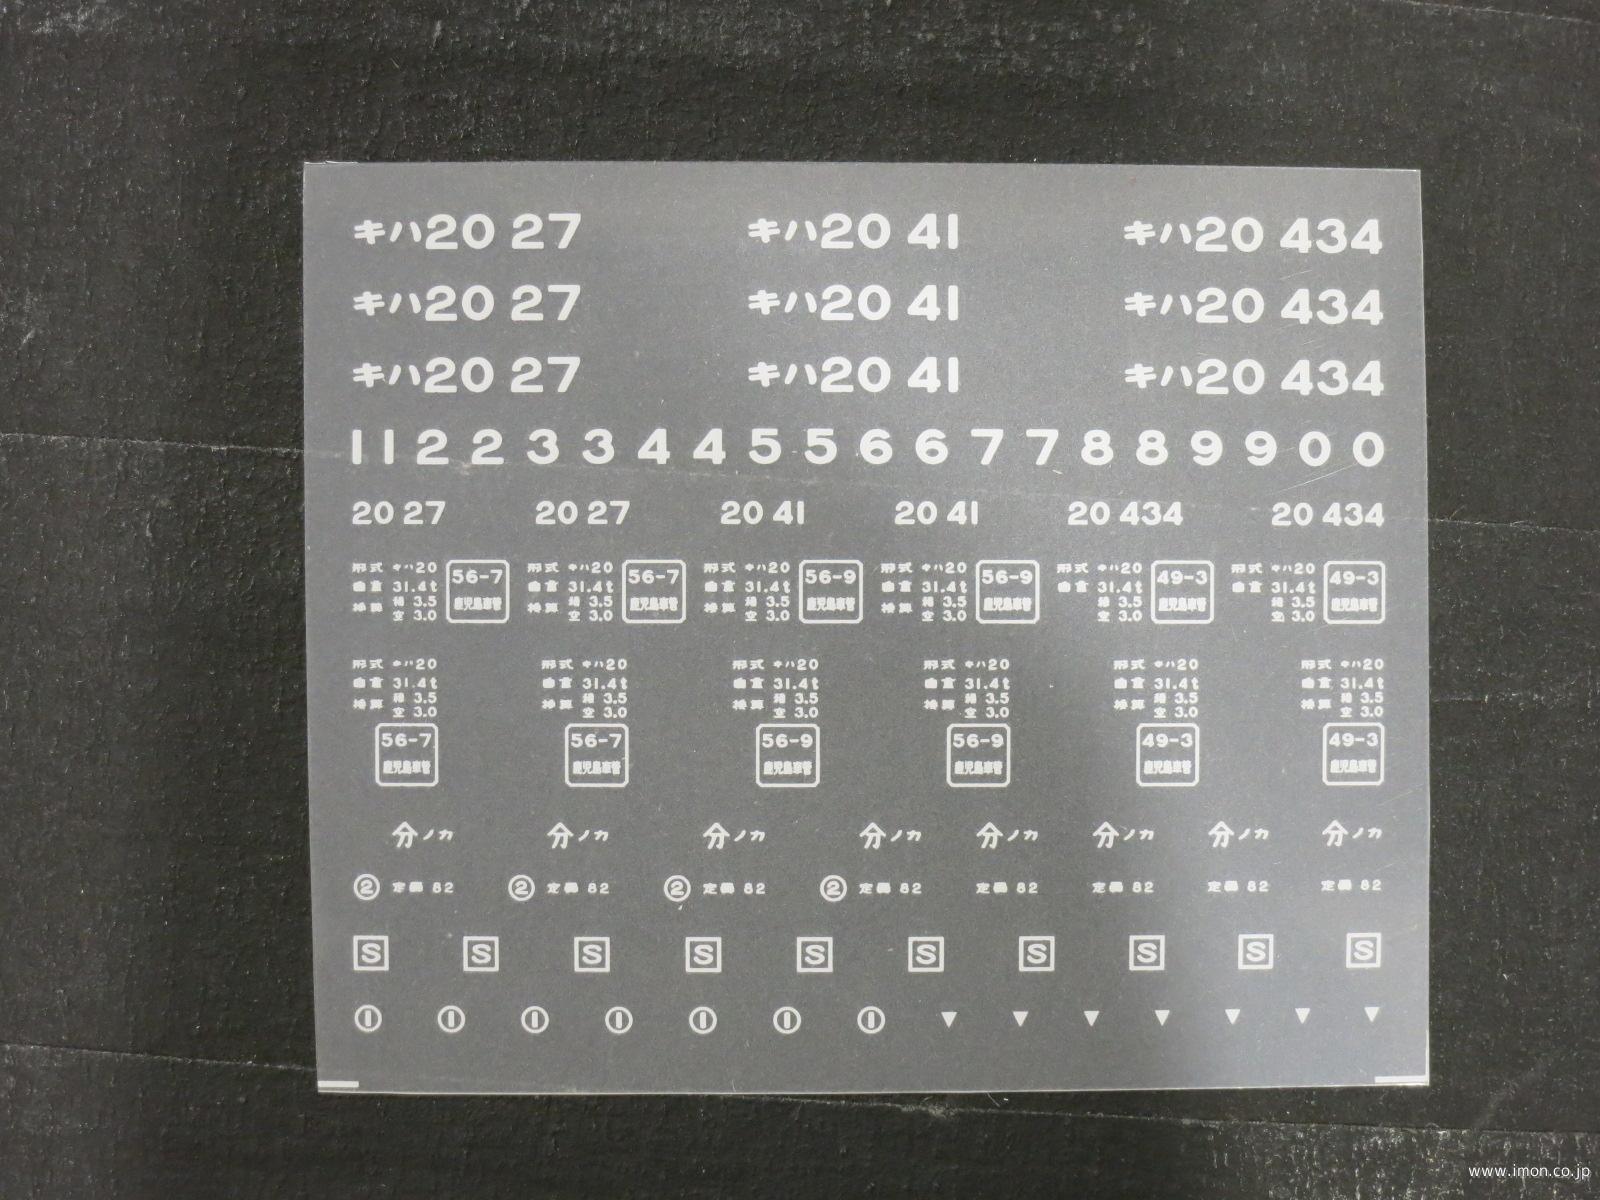 キハ20 27 キハ20 41 キハ20 434
キハ20 27 キハ20 41 キハ20 434
キハ20 27 キハ20 41 キハ20 434
1 1 2 2 3 3 4 4 5 5 6 6 7 7 8 8 9 9 0 0
20 27 20 27 20 41 20 41 20 434 20 434
形式 キハ20 形式 キハ20 形式 キハ20 形式 キハ20 形式 キハ20 形式 キハ20
自重 31.4t 56-7 自重 31.4t 56-7 自重 31.4t 56-9 自重 31.4t 56-9 自重 31.4t 49-3 自重 31.4t 49-3
換算 積 3.5 鹿児島車管 換算 積 3.5 鹿児島車管 換算 積 3.5 鹿児島車管 換算 積 3.5 鹿児島車管 積 3.5 鹿児島車管 積 3.5 鹿児島車管
空 3.0 空 3.0 空 3.0 空 3.0 空 3.0 空 3.0
形式 キハ20 形式 キハ20 形式 キハ20 形式 キハ20 形式 キハ20 形式 キハ20
自重 31.4t 自重 31.4t 自重 31.4t 自重 31.4t 自重 31.4t 自重 31.4t
換算 積 3.5 換算 積 3.5 換算 積 3.5 換算 積 3.5 換算 積 3.5 換算 積 3.5
空 3.0 空 3.0 空 3.0 空 3.0 空 3.0 空 3.0
56-7 56-7 56-9 56-9 49-3 49-3
鹿児島車管 鹿児島車管 鹿児島車管 鹿児島車管 鹿児島車管 鹿児島車管
分ノカ 分ノカ 分ノカ 分ノカ 分ノカ 分ノカ 分ノカ 分ノカ
② 定員 82 ② 定員 82 ② 定員 82 ② 定員 82 定員 82 定員 82 定員 82 定員 82
S S S S S S S S S S
① ① ① ① ① ① ① ▼ ▼ ▼ ▼ ▼ ▼ ▼
www.imon.co.jp